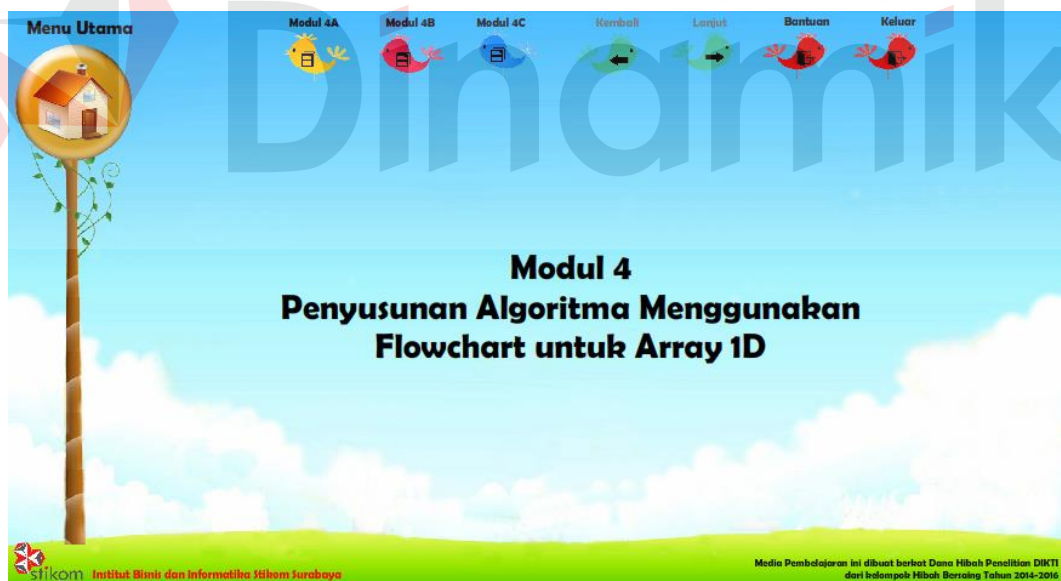 Menu Utama
Modul 4A
Modul 4B
Modul 4C
Kembali
Lanjut
Bantuan
Keluar
Dinamik
Modul 4
Penyusunan Algoritma Menggunakan
Flowchart untuk Array 1D
stikom Institut Bisnis dan Informatika Stikom Surabaya
Media Pembelajaran ini dibuat berkat Dana Hibah Penelitian DIKTI
dari kelompok Hibah Bersaing Tahun 2014-2016